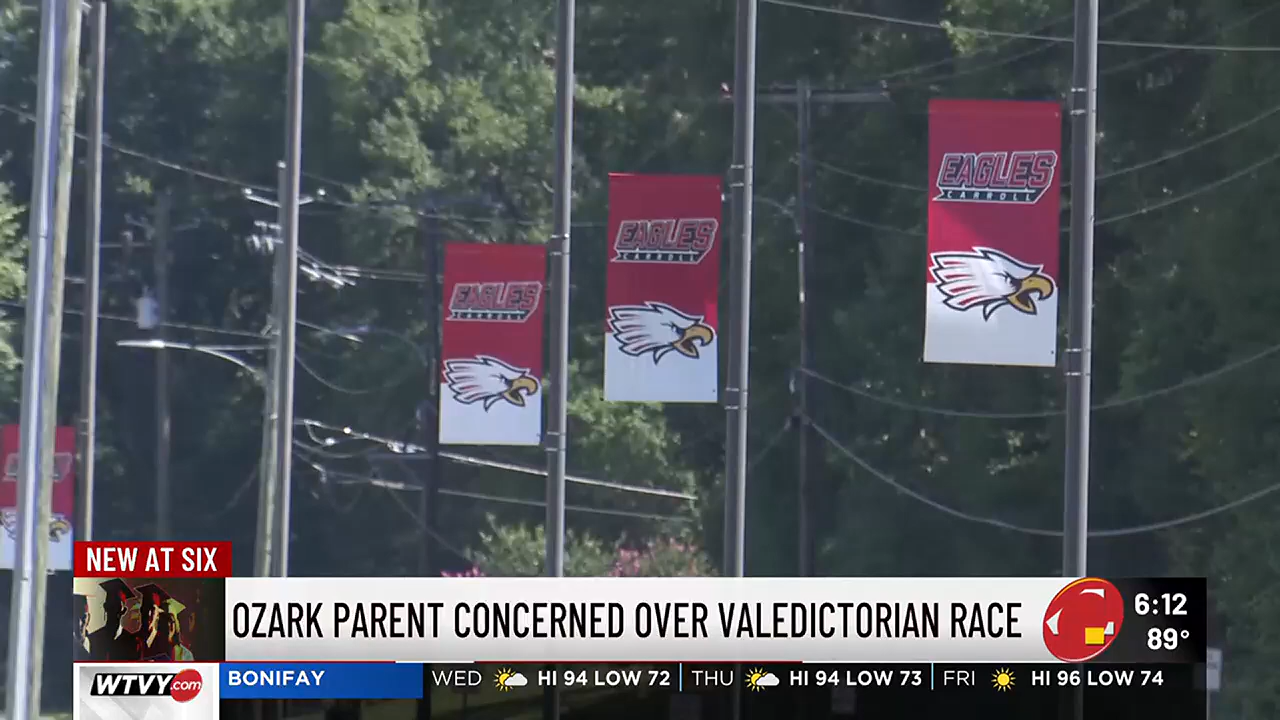 EAGLES
CARROLL
EAGLES
CARROLL
EAGLES
CARROLL
NEW AT SIX
OZARK PARENT CONCERNED OVER VALEDICTORIAN RACE
6:12
89°
WTVY.com
BONIFAY
WED HI 94 LOW 72
THU HI 94 LOW 73
FRI HI 96 LOW 74